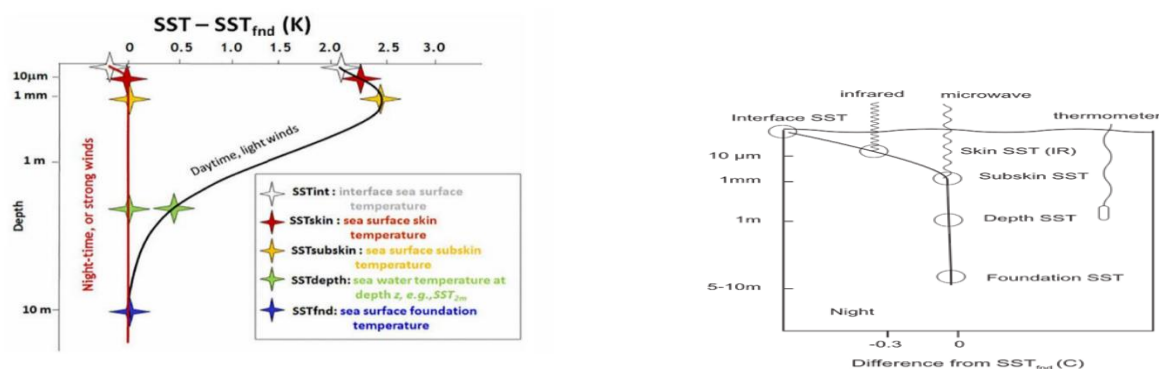 SST – SSTfnd (K)
0 0.5 1.0 1.5 2.0 2.5 3.0
10μm
1 mm
1 m
10 m
Depth
Night-time, or strong winds
Daytime, light winds
SSTint : interface sea surface
temperature
SSTskin : sea surface skin
temperature
SSTsubskin : sea surface subskin
temperature
SSTdepth: sea water temperature at
depth z, e.g., SST2m
SSTfnd: sea surface foundation
temperature
infrared
microwave
Interface SST
thermometer
10 μm
Skin SST (IR)
1mm
Subskin SST
1m
Depth SST
Foundation SST
5-10m
Night
-0.3 0
Difference from SSTfnd (C)